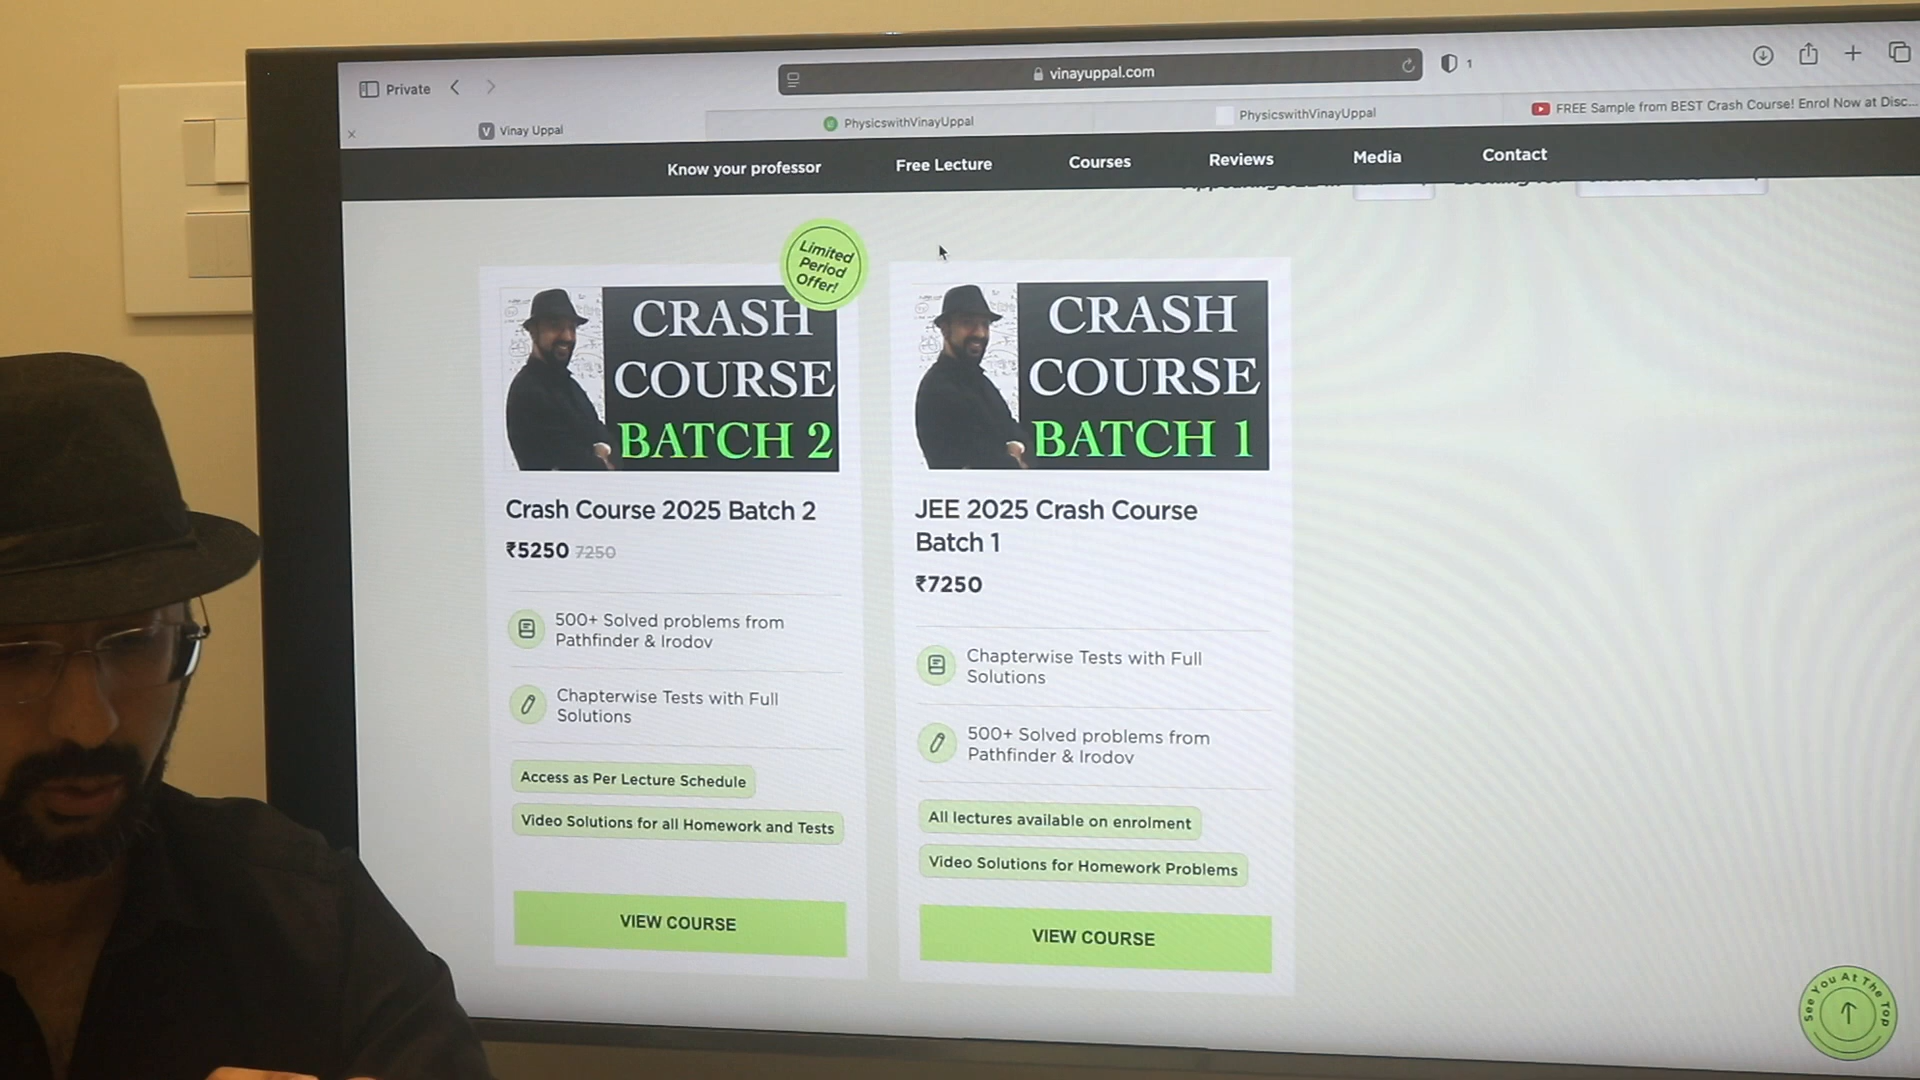 Private
vinayuppal.com
1
Vinay Uppal
PhysicswithVinayUppal
PhysicswithVinayUppal
FREE Sample from BEST Crash Course! Enrol Now at Disc...
Know your professor
Free Lecture
Courses
Reviews
Media
Contact
Limited
Period
Offer!
CRASH
COURSE
BATCH 2
Crash Course 2025 Batch 2
₹5250 7250
500+ Solved problems from
Pathfinder & Irodov
Chapterwise Tests with Full
Solutions
Access as Per Lecture Schedule
Video Solutions for all Homework and Tests
VIEW COURSE
CRASH
COURSE
BATCH 1
JEE 2025 Crash Course
Batch 1
₹7250
Chapterwise Tests with Full
Solutions
500+ Solved problems from
Pathfinder & Irodov
All lectures available on enrolment
Video Solutions for Homework Problems
VIEW COURSE
See You At The Top